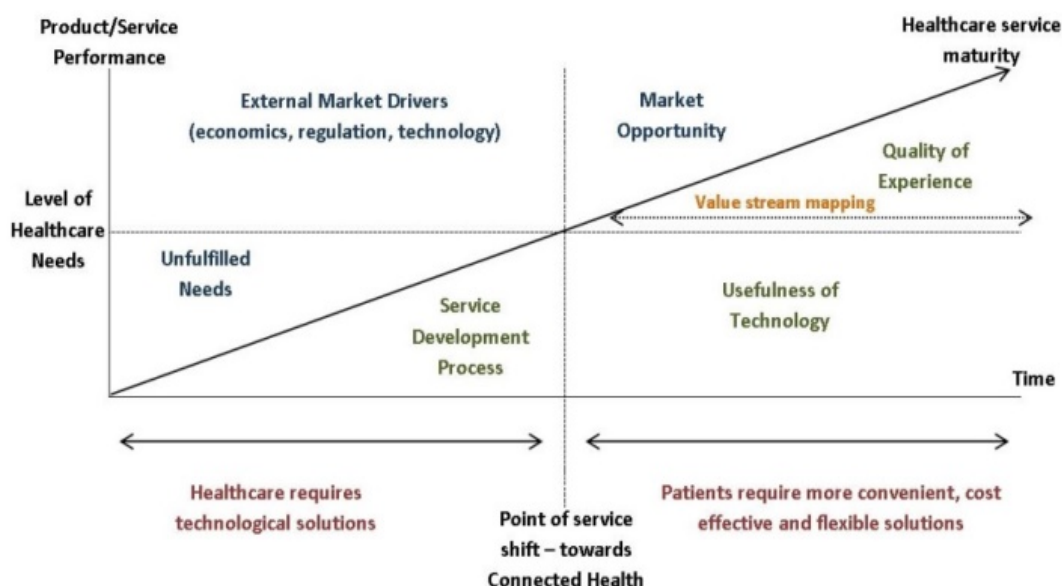 Product/Service
Performance
Healthcare service
maturity
External Market Drivers
(economics, regulation, technology)
Market
Opportunity
Quality of
Experience
Level of
Healthcare
Needs
Value stream mapping
Unfulfilled
Needs
Service
Development
Process
Usefulness of
Technology
Time
Healthcare requires
technological solutions
Patients require more convenient, cost
effective and flexible solutions
Point of service
shift – towards
Connected Health